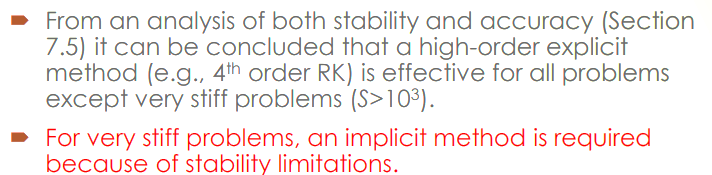 From an analysis of both stability and accuracy (Section
7.5) it can be concluded that a high-order explicit
method (e.g., 4th order RK) is effective for all problems
except very stiff problems (S>10³).
For very stiff problems, an implicit method is required
because of stability limitations.